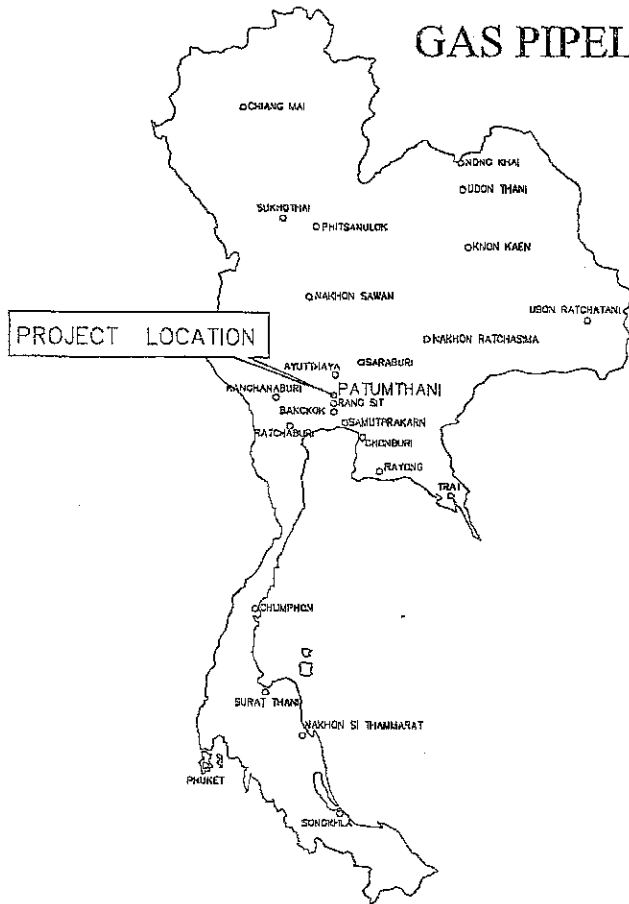 GAS PIPEL
CHIANG MAI
NONG KHAI
UDON THANI
SUKHOTHAI
PHITSANULOK
KHON KAEN
NAKHON SAWAN
UBON RATCHATANI
PROJECT LOCATION
NAKHON RATCHASIMA
SARABURI
AYUTTHAYA
PATUMTHANI
KANCHANABURI
RANG SIT
BANGKOK
SAMUTPRAKARN
RATCHABURI
CHONBURI
RAYONG
TRAT
CHUMPHON
SURAT THANI
NAKHON SI THAMMARAT
PHUKET
SONGKHLA